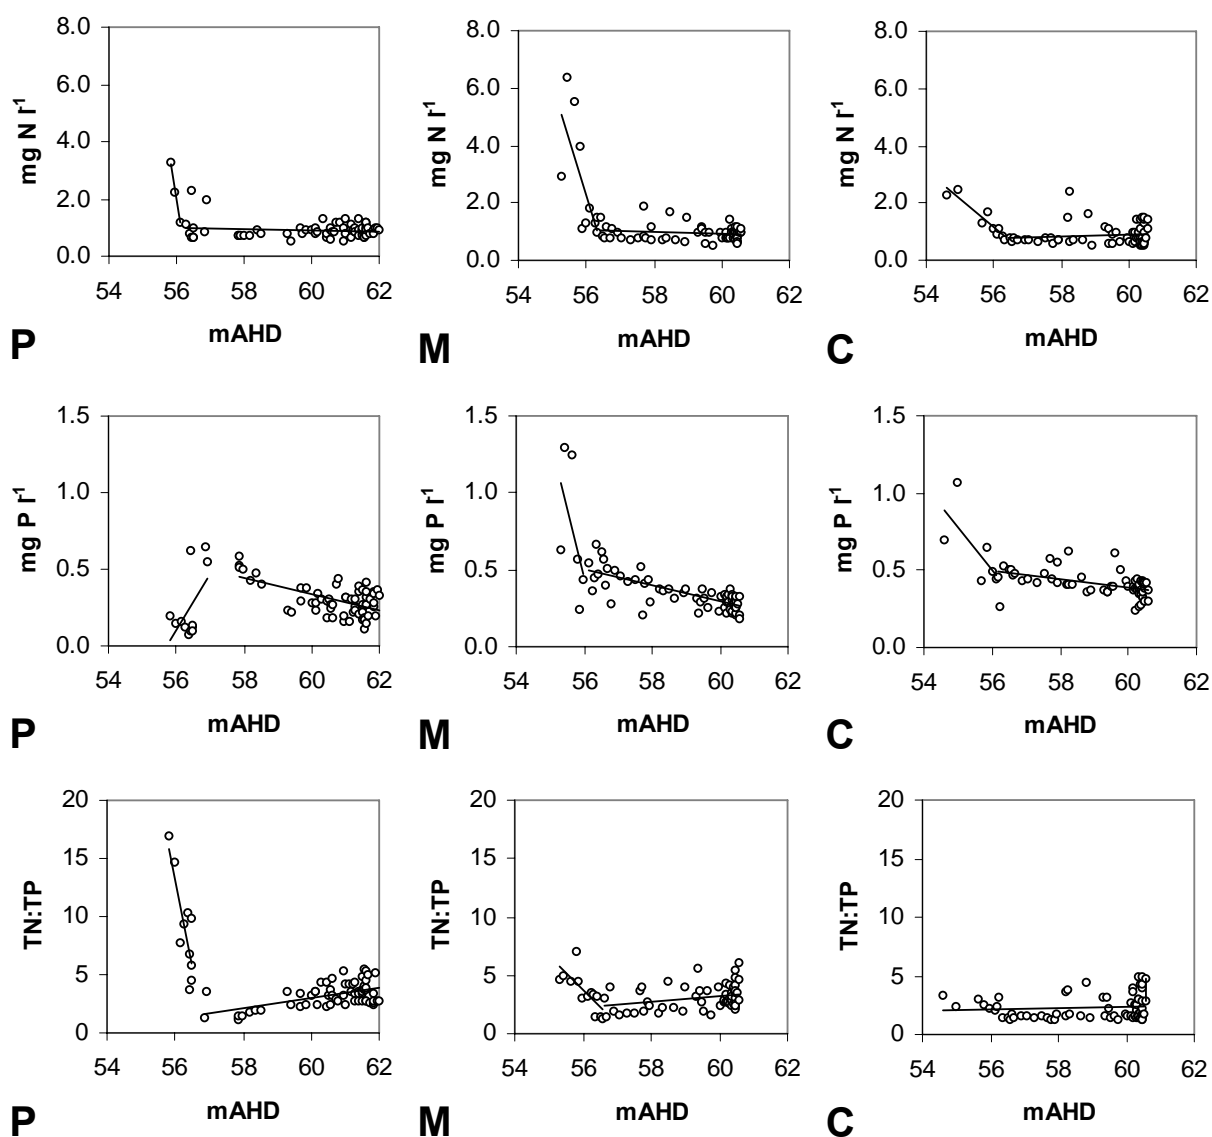 8.0 8.0 8.0
6.0 6.0 6.0
4.0 4.0 4.0
2.0 2.0 2.0
0.0 0.0 0.0
mg N l-1 mg N l-1 mg N l-1
54 56 58 60 62 54 56 58 60 62 54 56 58 60 62
mAHD mAHD mAHD
P M C
1.5 1.5 1.5
1.0 1.0 1.0
0.5 0.5 0.5
0.0 0.0 0.0
mg P l-1 mg P l-1 mg P l-1
54 56 58 60 62 54 56 58 60 62 54 56 58 60 62
mAHD mAHD mAHD
P M C
20 20 20
15 15 15
10 10 10
5 5 5
0 0 0
TN:TP TN:TP TN:TP
54 56 58 60 62 54 56 58 60 62 54 56 58 60 62
mAHD mAHD mAHD
P M C